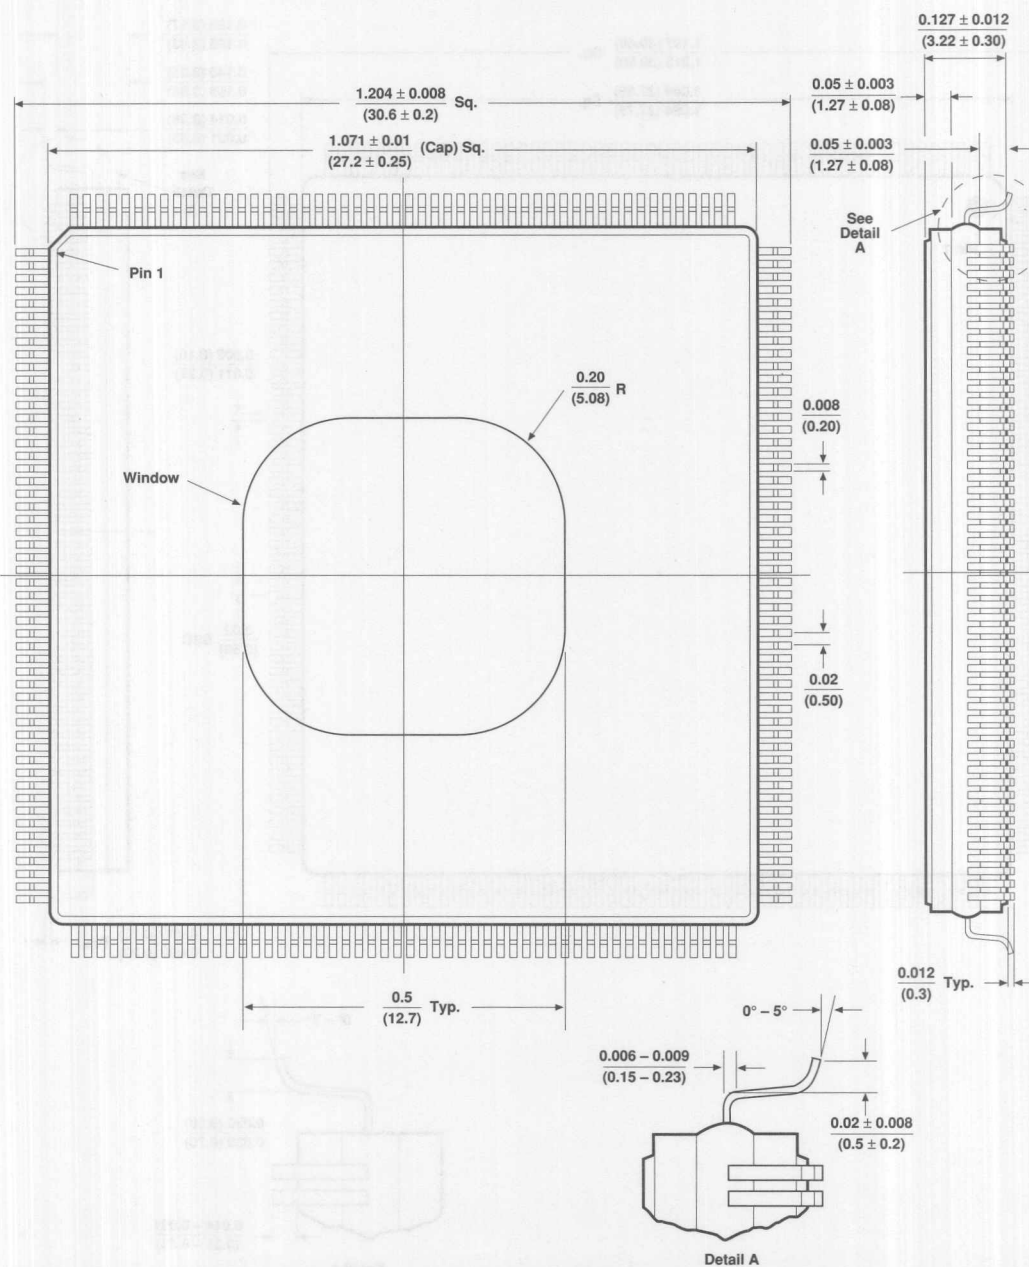 0.127 ± 0.012
(3.22 ± 0.30)
0.05 ± 0.003
(1.27 ± 0.08)
1.204 ± 0.008 Sq.
(30.6 ± 0.2)
1.071 ± 0.01 (Cap) Sq.
(27.2 ± 0.25)
0.05 ± 0.003
(1.27 ± 0.08)
See
Detail
A
Pin 1
0.20 R
(5.08)
0.008
(0.20)
Window
0.02
(0.50)
0.5 Typ.
(12.7)
0.012 Typ.
(0.3)
0° – 5°
0.006 – 0.009
(0.15 – 0.23)
0.02 ± 0.008
(0.5 ± 0.2)
Detail A